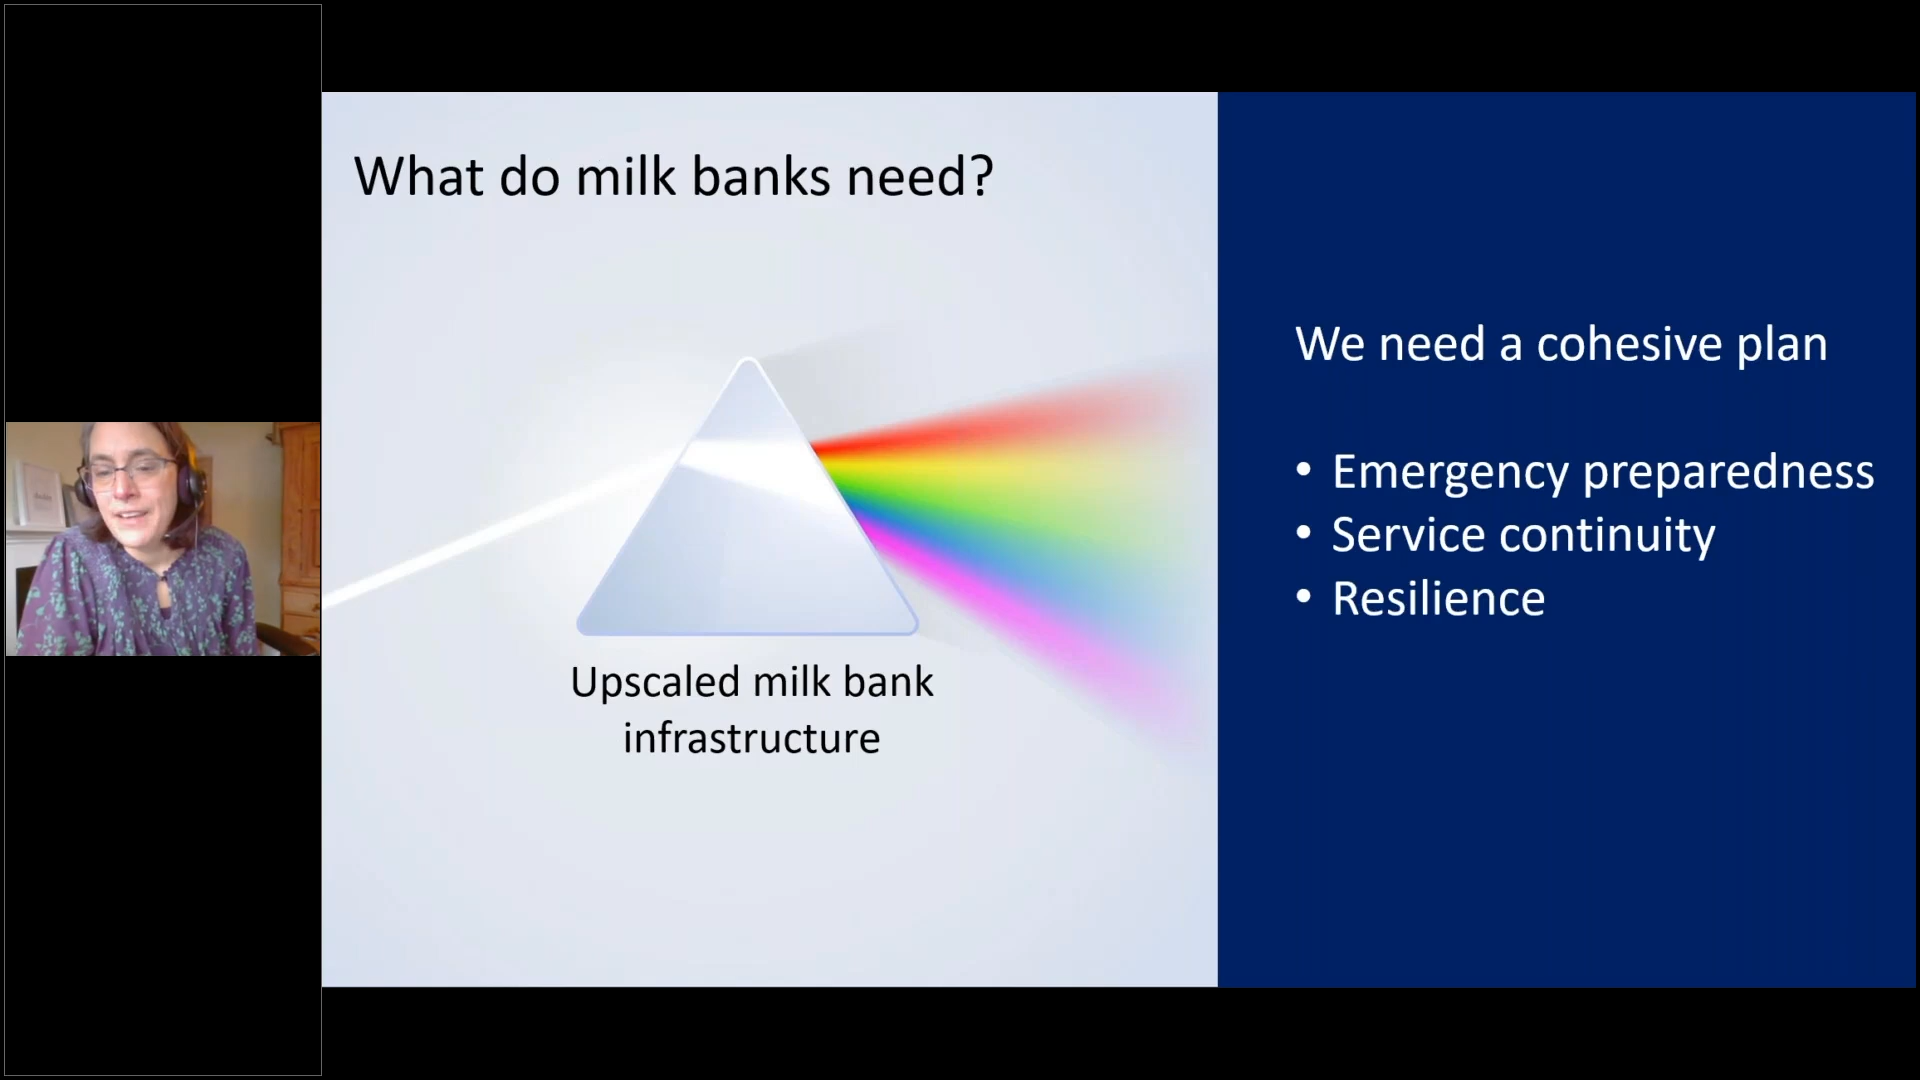 What do milk banks need?
Upscaled milk bank
infrastructure
We need a cohesive plan
• Emergency preparedness
• Service continuity
• Resilience